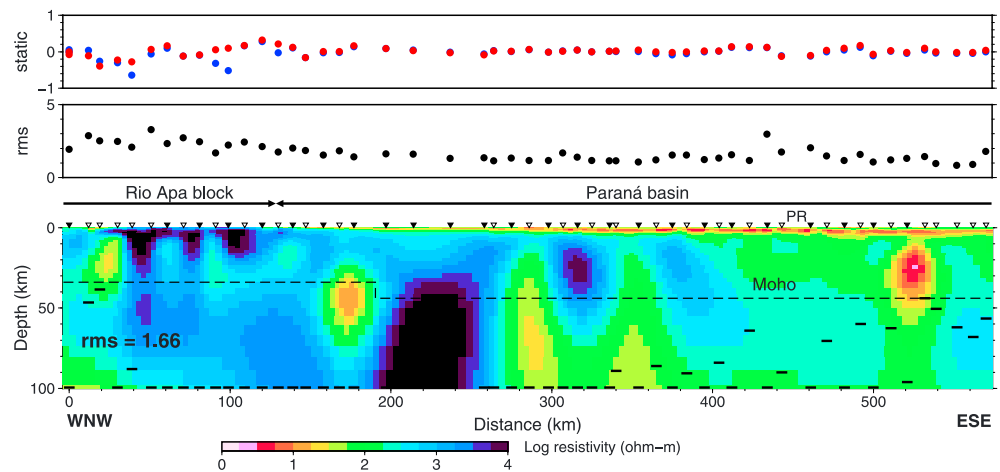 1
0
-1
static
5
0
rms
Rio Apa block Paraná basin
PR
0
50
100
Depth (km)
Moho
rms = 1.66
0 100 200 300 400 500
WNW Distance (km) ESE
Log resistivity (ohm-m)
0 1 2 3 4